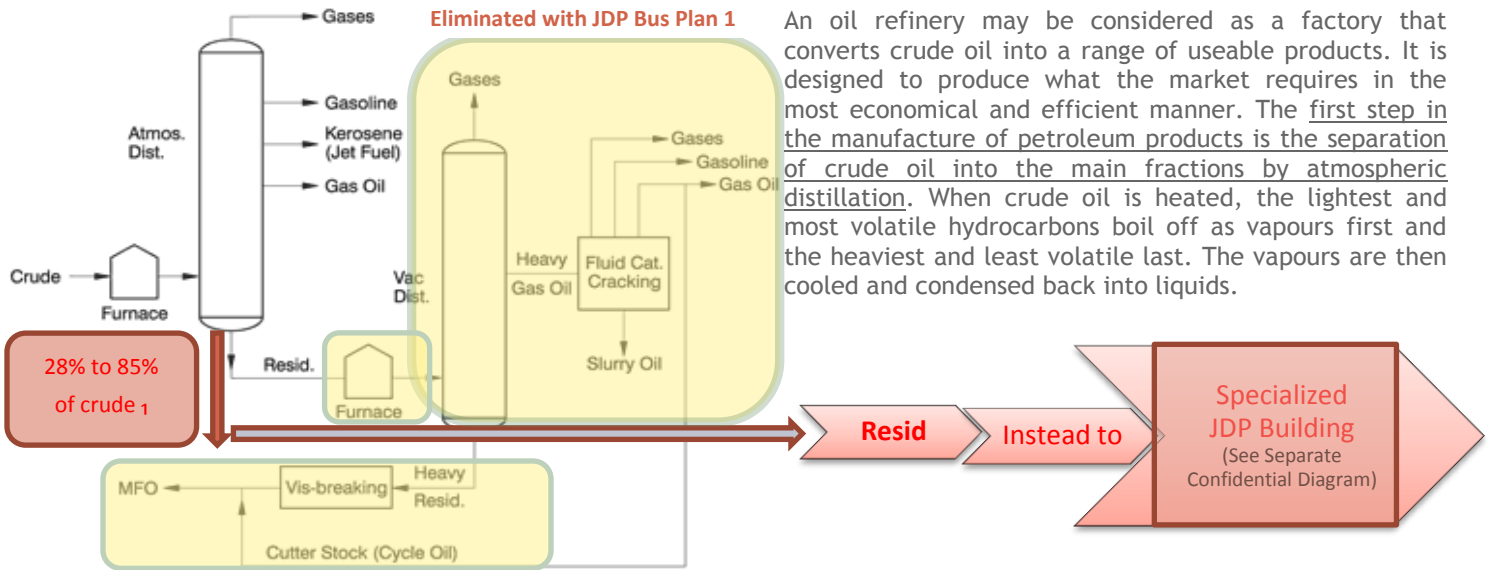 Gases
Eliminated with JDP Bus Plan 1
Gases
Atmos.
Dist.
Gasoline
Kerosene
(Jet Fuel)
Gas Oil
Gases
Gasoline
Gas Oil
Crude
Furnace
Vac
Dist.
Heavy
Gas Oil
Fluid Cat.
Cracking
Slurry Oil
28% to 85%
of crude 1
Resid.
Furnace
MFO
Vis-breaking
Heavy
Resid.
Cutter Stock (Cycle Oil)
An oil refinery may be considered as a factory that
converts crude oil into a range of useable products. It is
designed to produce what the market requires in the
most economical and efficient manner. The first step in
the manufacture of petroleum products is the separation
of crude oil into the main fractions by atmospheric
distillation. When crude oil is heated, the lightest and
most volatile hydrocarbons boil off as vapours first and
the heaviest and least volatile last. The vapours are then
cooled and condensed back into liquids.
Resid
Instead to
Specialized
JDP Building
(See Separate
Confidential Diagram)